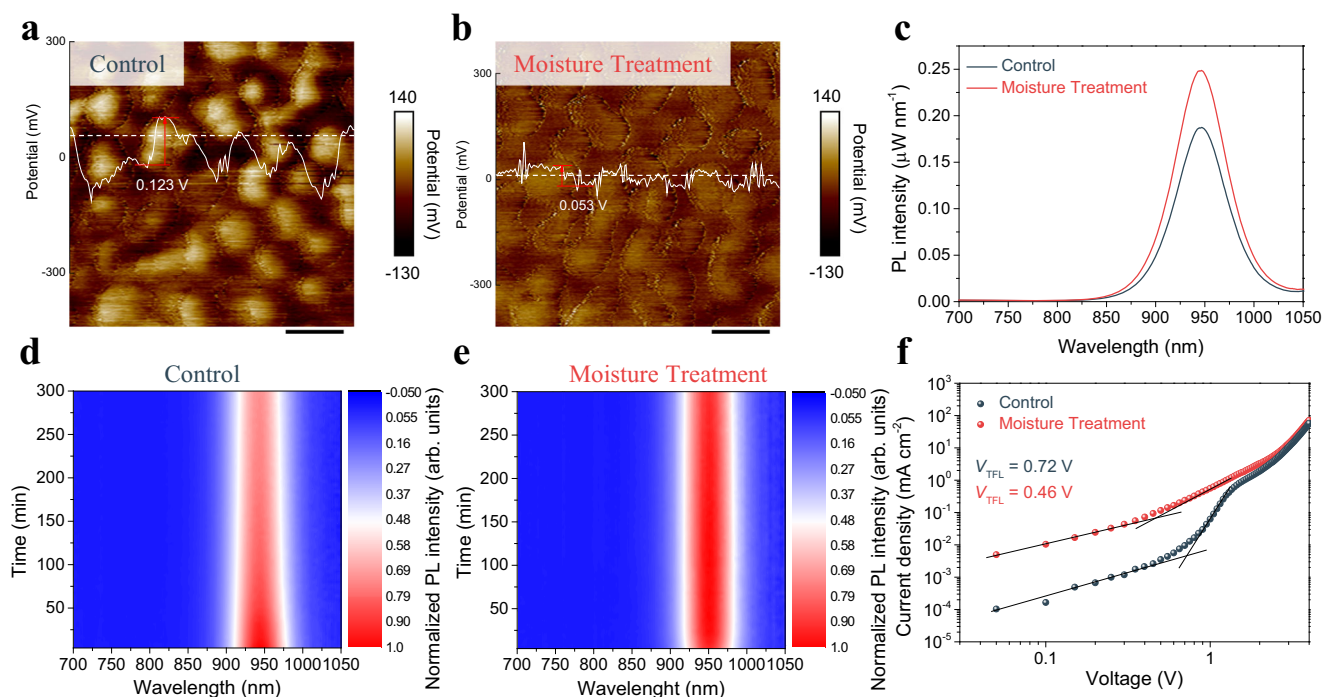 a
Control
300
0
-300
Potential (mV)
0.123 V
140
-130
Potential (mV)
b
Moisture Treatment
300
0
-300
Potential (mV)
0.053 V
140
-130
Potential (mV)
c
Control
Moisture Treatment
0.25
0.20
0.15
0.10
0.05
0.00
PL intensity (μW nm⁻¹)
700 750 800 850 900 950 1000 1050
Wavelength (nm)
d
Control
300
250
200
150
100
50
Time (min)
700 750 800 850 900 950 1000 1050
Wavelength (nm)
-0.050
0.055
0.16
0.27
0.37
0.48
0.58
0.69
0.79
0.90
1.0
Normalized PL intensity (arb. units)
e
Moisture Treatment
300
250
200
150
100
50
Time (min)
700 750 800 850 900 950 1000 1050
Wavelenght (nm)
-0.050
0.055
0.16
0.27
0.37
0.48
0.58
0.69
0.79
0.90
1.0
Normalized PL intensity (arb. units)
f
Control
Moisture Treatment
V_TFL = 0.72 V
V_TFL = 0.46 V
10³
10²
10¹
10⁰
10⁻¹
10⁻²
10⁻³
10⁻⁴
10⁻⁵
Current density (mA cm⁻²)
0.1 1
Voltage (V)